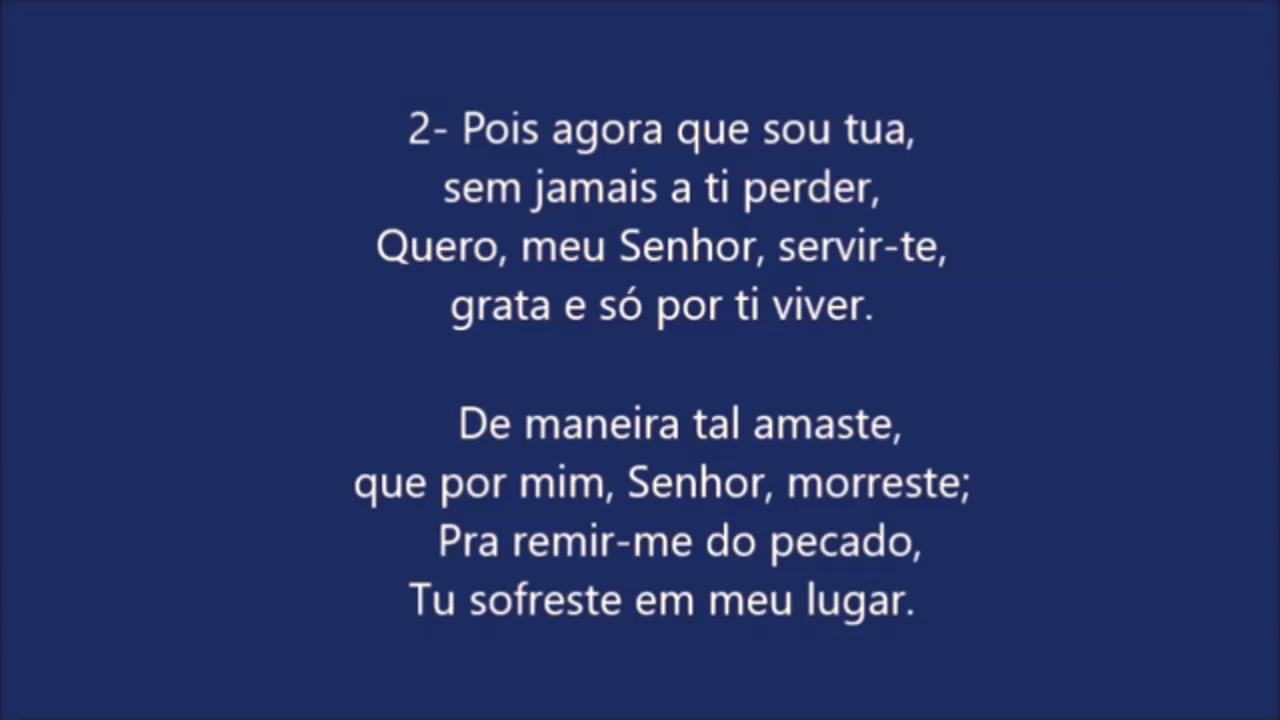 2- Pois agora que sou tua,
sem jamais a ti perder,
Quero, meu Senhor, servir-te,
grata e só por ti viver.
De maneira tal amaste,
que por mim, Senhor, morreste;
Pra remir-me do pecado,
Tu sofreste em meu lugar.